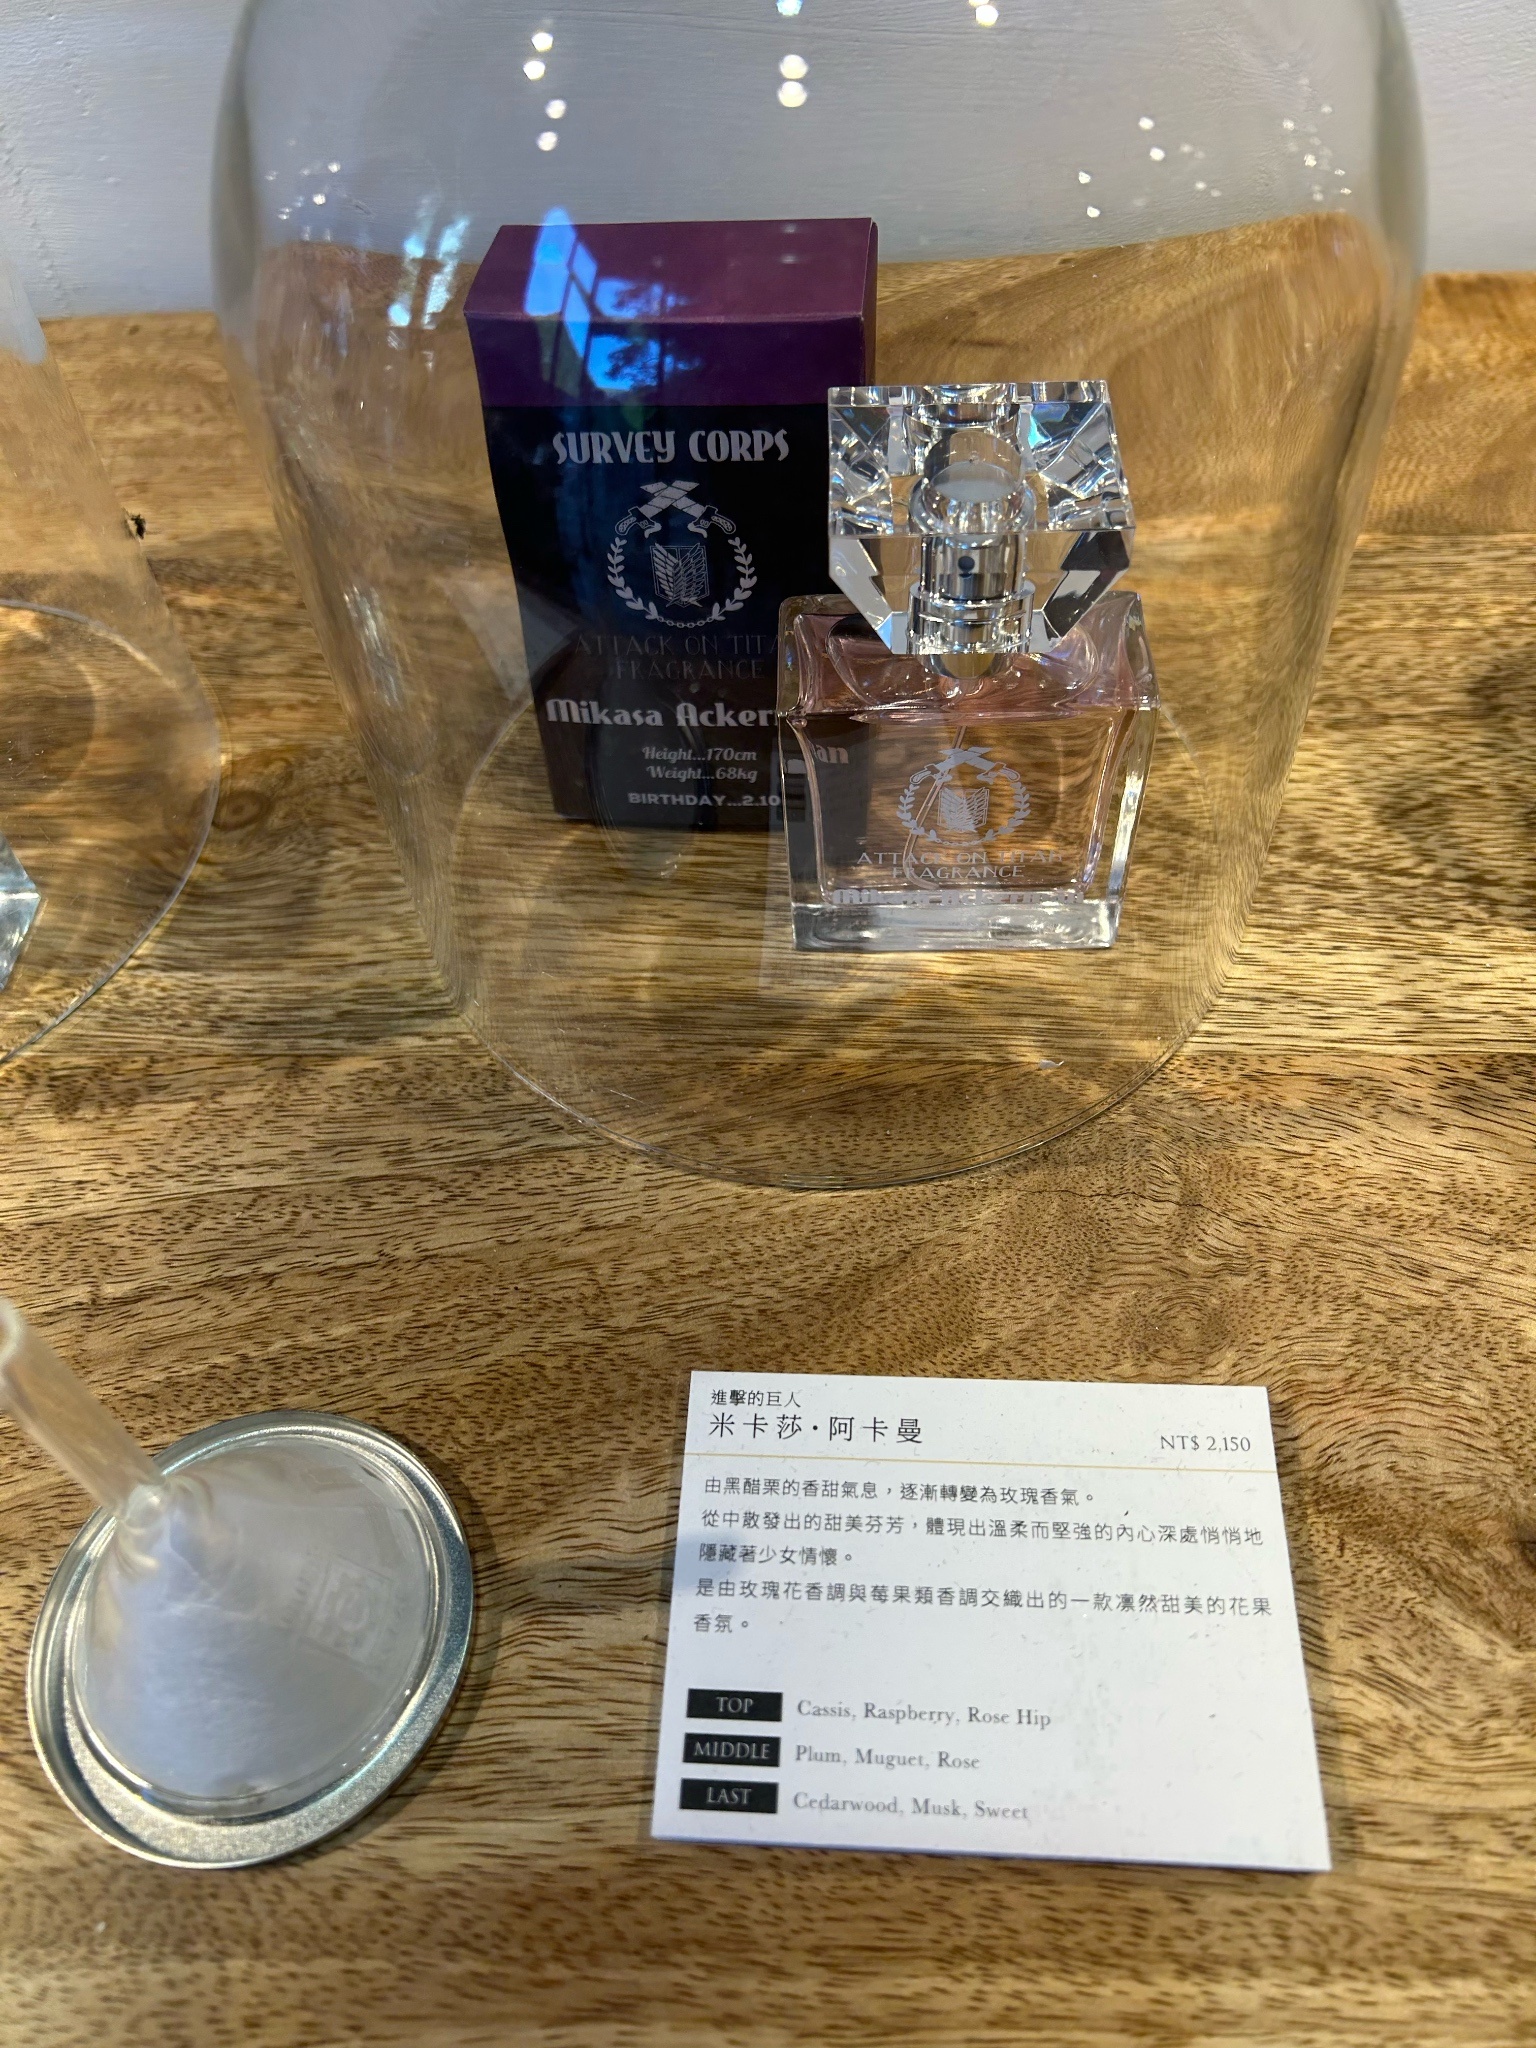 SURVEY CORPS
ATTACK ON TITA
FRAGRANCE
Mikasa Ackerman
Height...170cm
Weight...68kg
BIRTHDAY...2.10
ATTACK ON TITAN
FRAGRANCE
Mikasa Ackerman
進擊的巨人
米卡莎・阿卡曼
NT$ 2,150
由黑醋栗的香甜氣息，逐漸轉變為玫瑰香氣。
從中散發出的甜美芬芳，體現出溫柔而堅強的內心深處悄悄地
隱藏著少女情懷。
是由玫瑰花香調與莓果類香調交織出的一款凛然甜美的花果
香氛。
TOP Cassis, Raspberry, Rose Hip
MIDDLE Plum, Muguet, Rose
LAST Cedarwood, Musk, Sweet